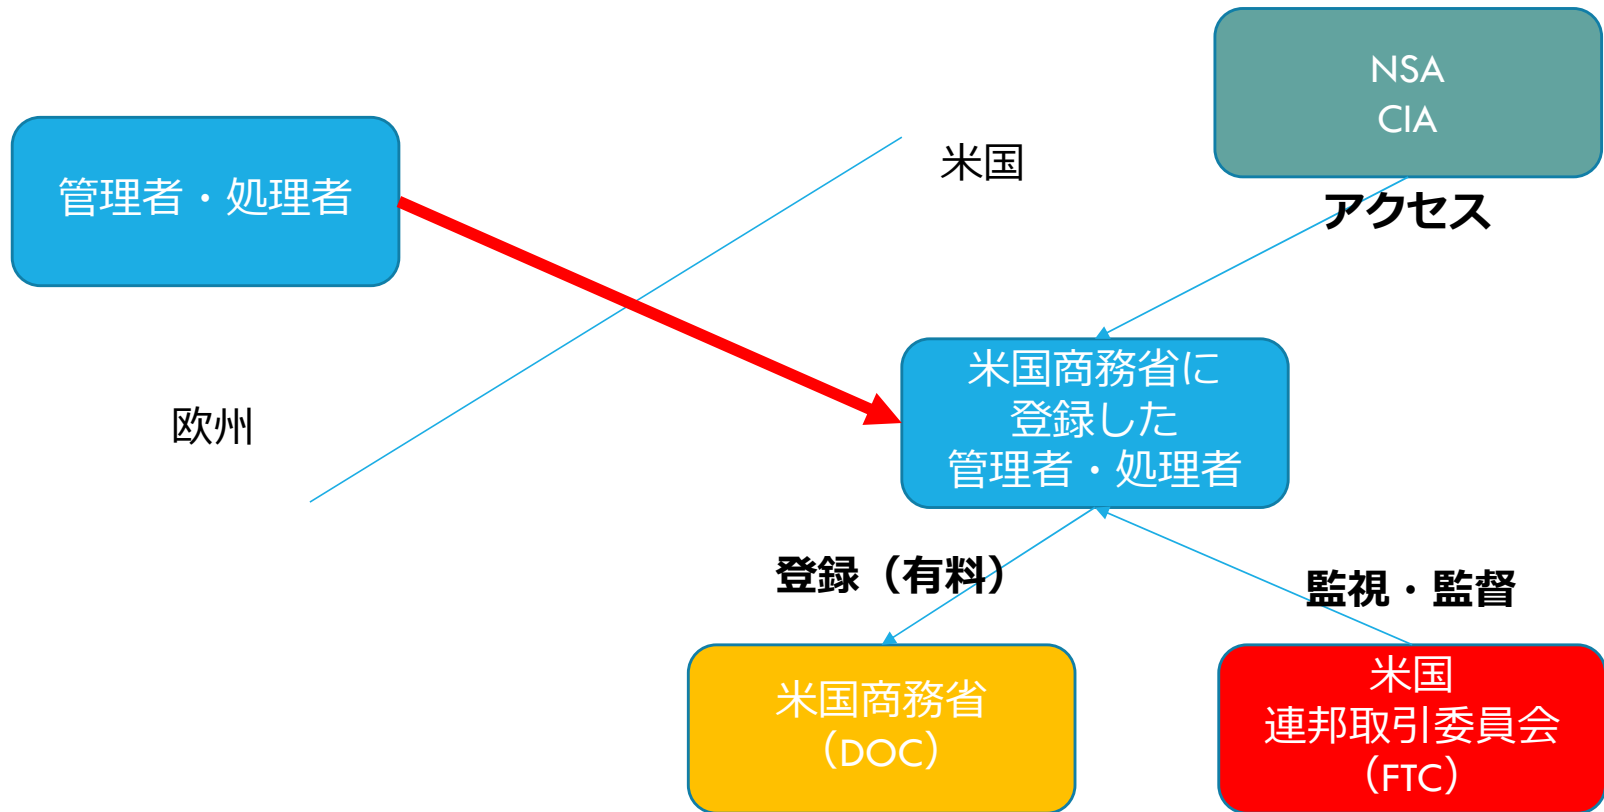 NSA
CIA
米国
管理者・処理者
アクセス
欧州
米国商務省に
登録した
管理者・処理者
登録（有料）
監視・監督
米国商務省
（DOC）
米国
連邦取引委員会
（FTC）